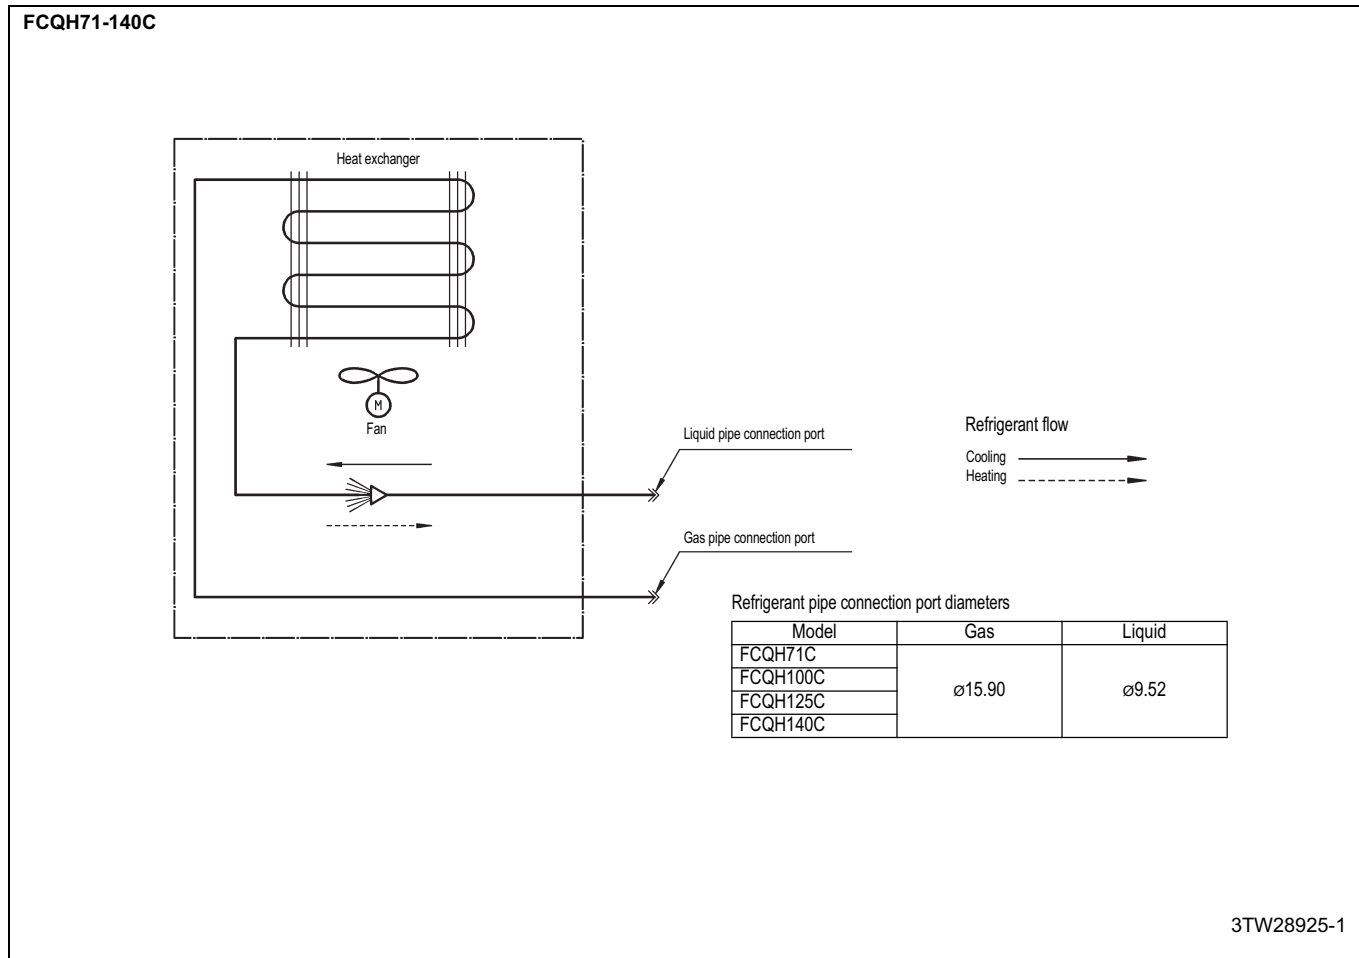 FCQH71-140C
Heat exchanger
M
Fan
Liquid pipe connection port
Gas pipe connection port
Refrigerant flow
Cooling
Heating
Refrigerant pipe connection port diameters
Model Gas Liquid
FCQH71C
FCQH100C
FCQH125C
FCQH140C
ø15.90 ø9.52
3TW28925-1